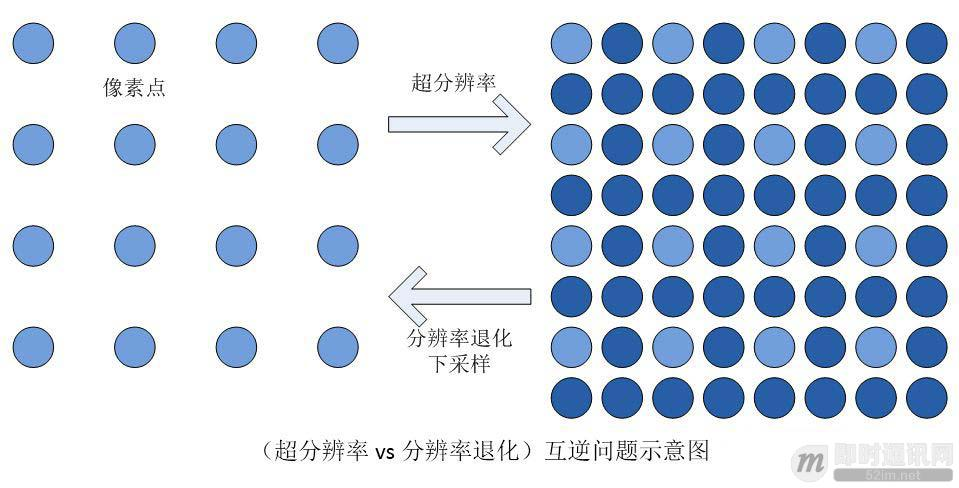 像素点
超分辨率
分辨率退化
下采样
（超分辨率 vs 分辨率退化）互逆问题示意图
即时通讯网
52im.net